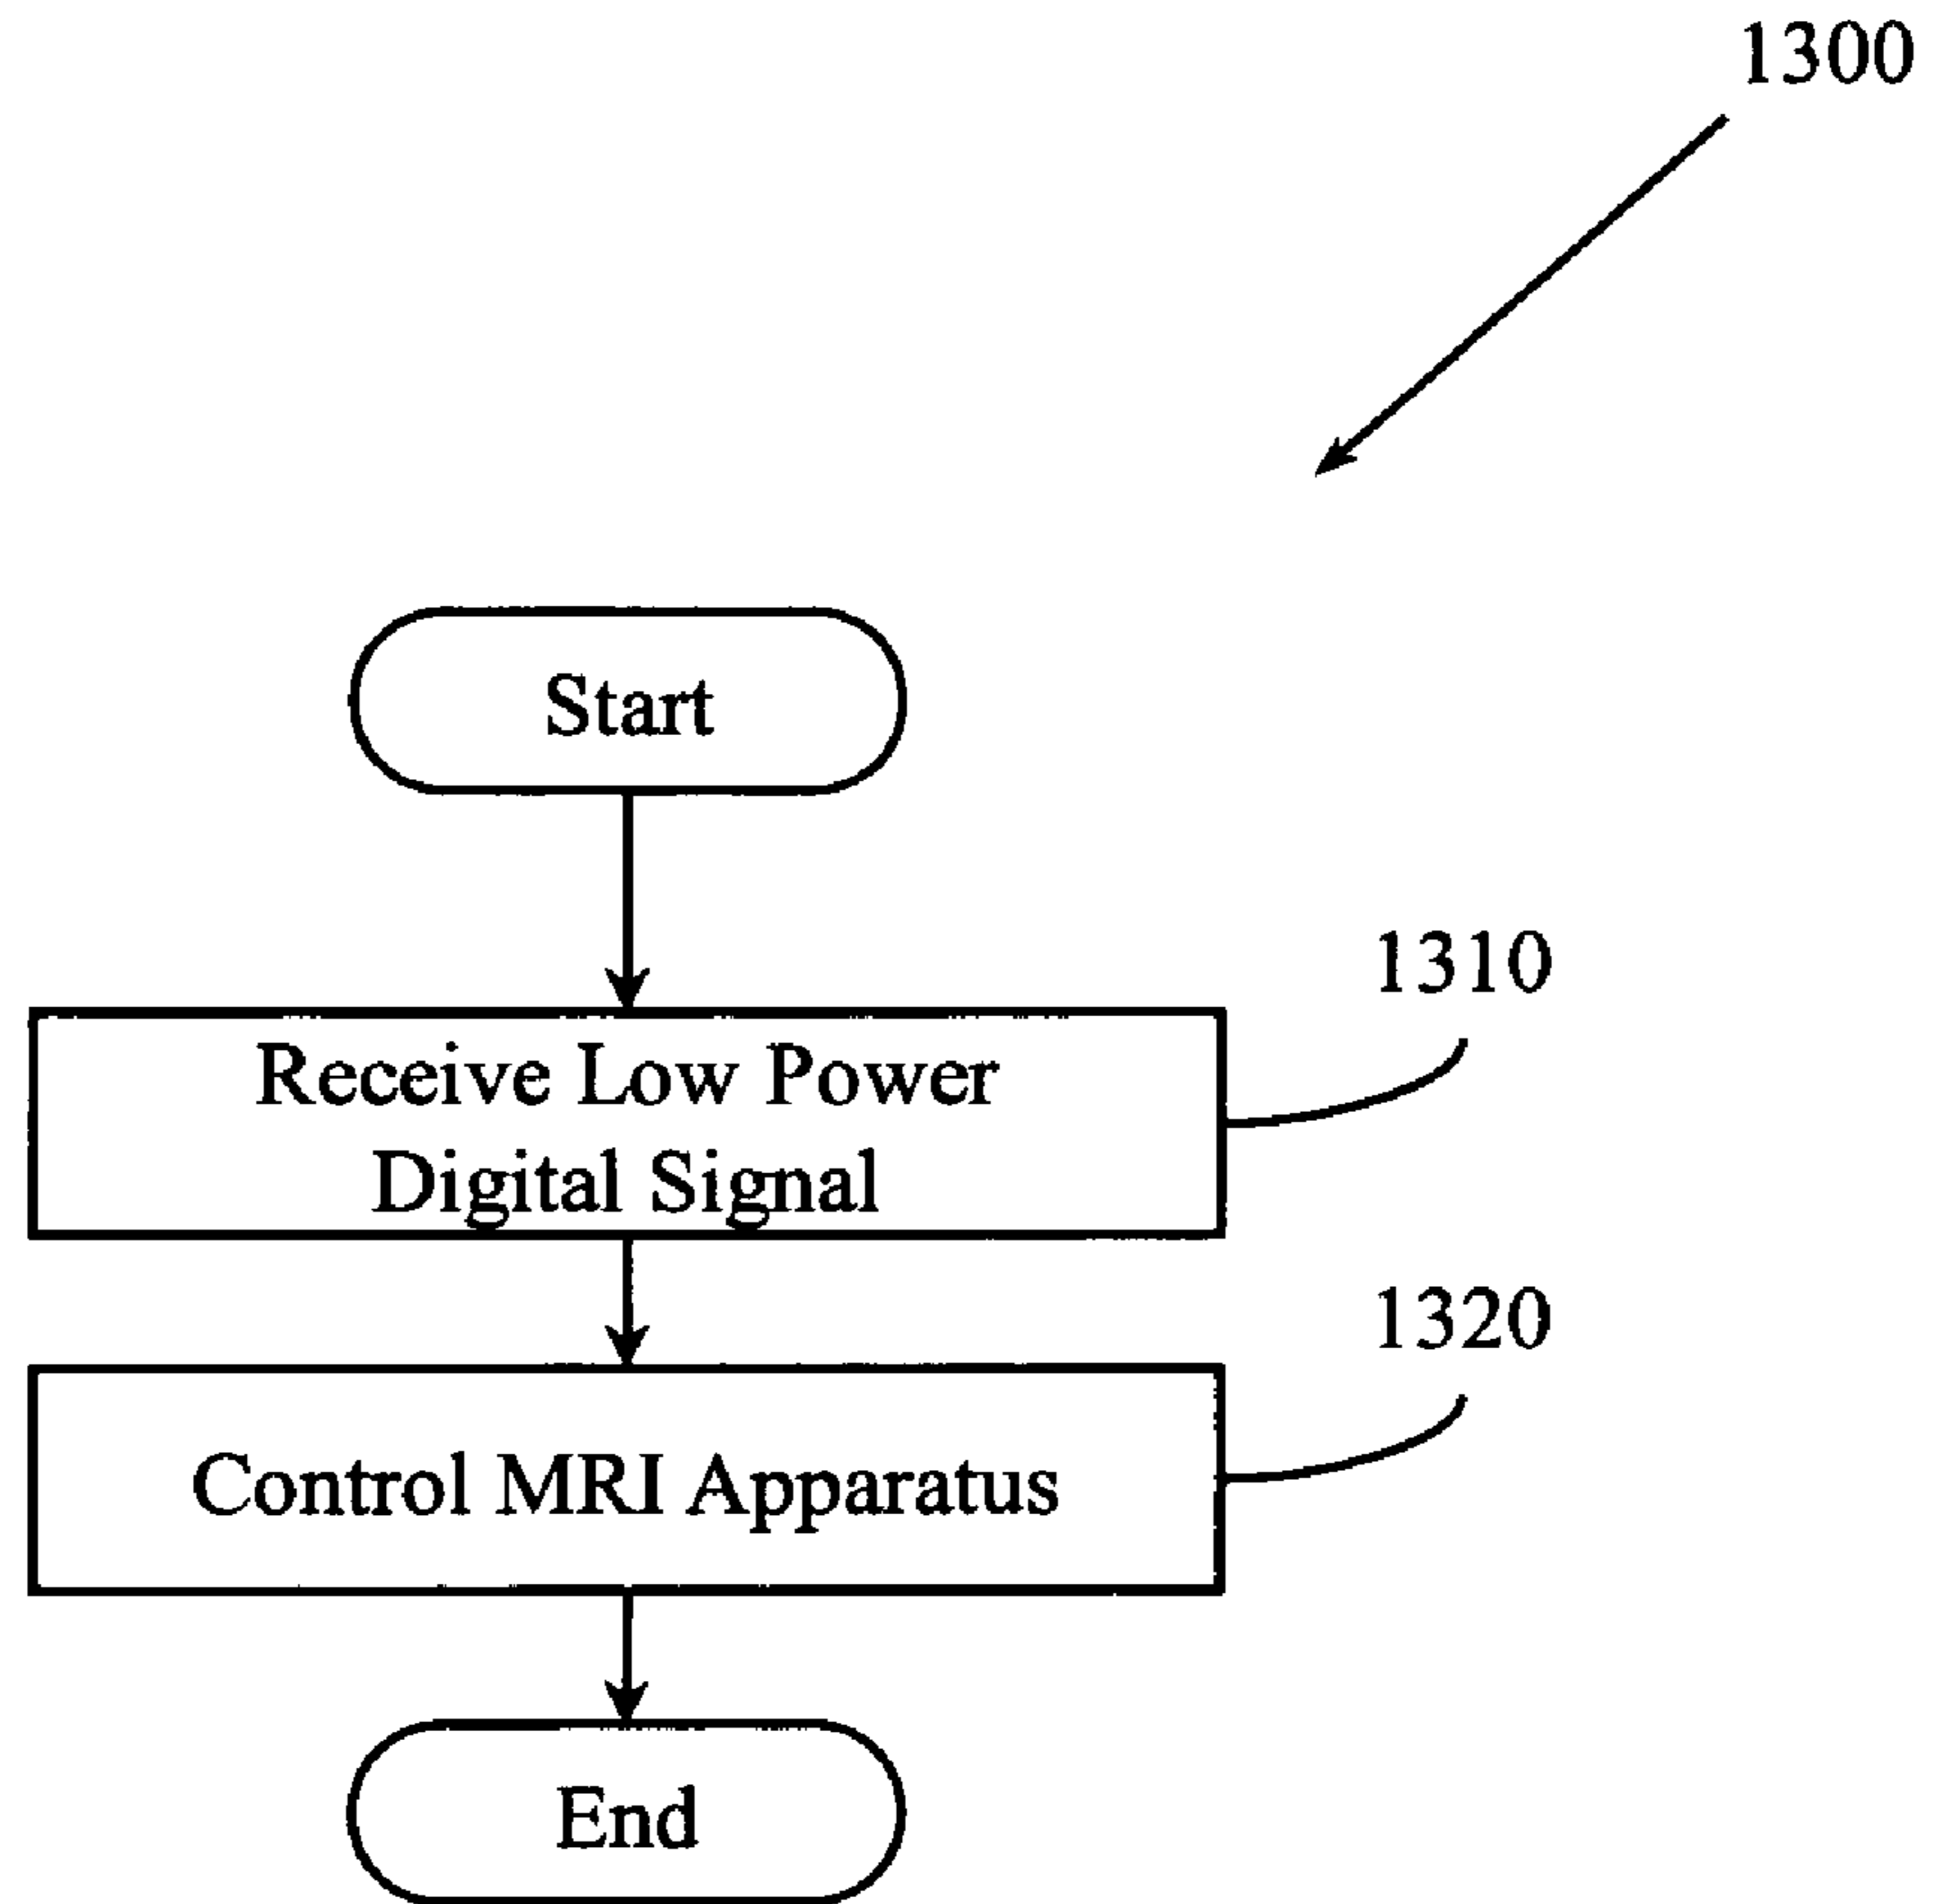 1300
Start
1310
Receive Low Power
Digital Signal
1320
Control MRI Apparatus
End